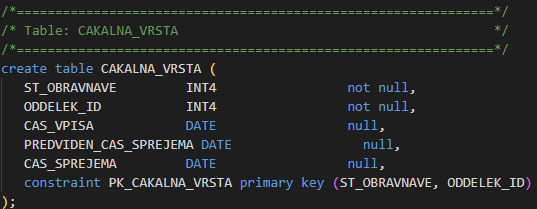 /*==============================================================*/
/* Table: CAKALNA_VRSTA                                         */
/*==============================================================*/
create table CAKALNA_VRSTA (
   ST_OBRAVNAVE         INT4                 not null,
   ODDELEK_ID           INT4                 not null,
   CAS_VPISA            DATE                 null,
   PREDVIDEN_CAS_SPREJEMA DATE                 null,
   CAS_SPREJEMA         DATE                 null,
   constraint PK_CAKALNA_VRSTA primary key (ST_OBRAVNAVE, ODDELEK_ID)
);